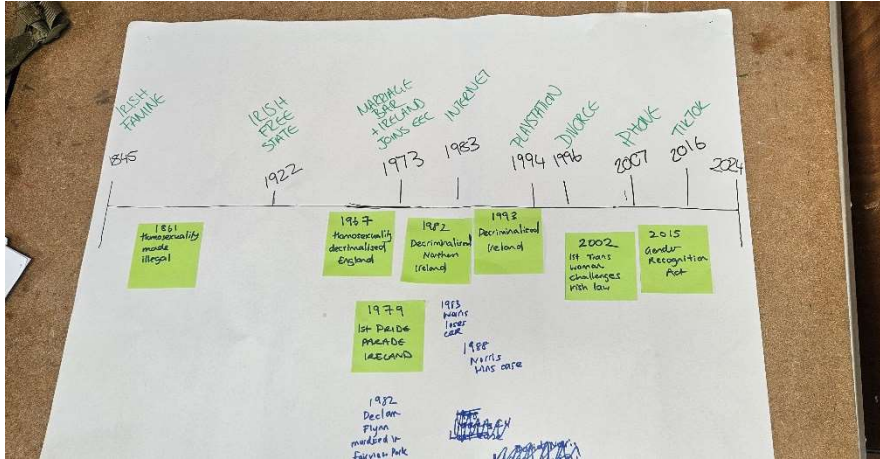 IRISH
FAMINE
1845
IRISH
FREE
STATE
1922
MARRIAGE
BAR
+ IRELAND
JOINS EEC
1973
INTERNET
1983
PLAYSTATION
1994
DIVORCE
1996
iPHONE
2007
TIKTOK
2016
2024
1861
Homosexuality
made
illegal
1967
Homosexuality
decrimalised
England
1982
Decriminalised
Northern
Ireland
1993
Decriminalised
Ireland
2002
1st Trans
woman
challenges
Irish law
2015
Gender
Recognition
Act
1979
1st PRIDE
PARADE
IRELAND
1983
Norris
loses
case
1988
Norris
wins case
1982
Declan
Flynn
murdered in
Fairview Park